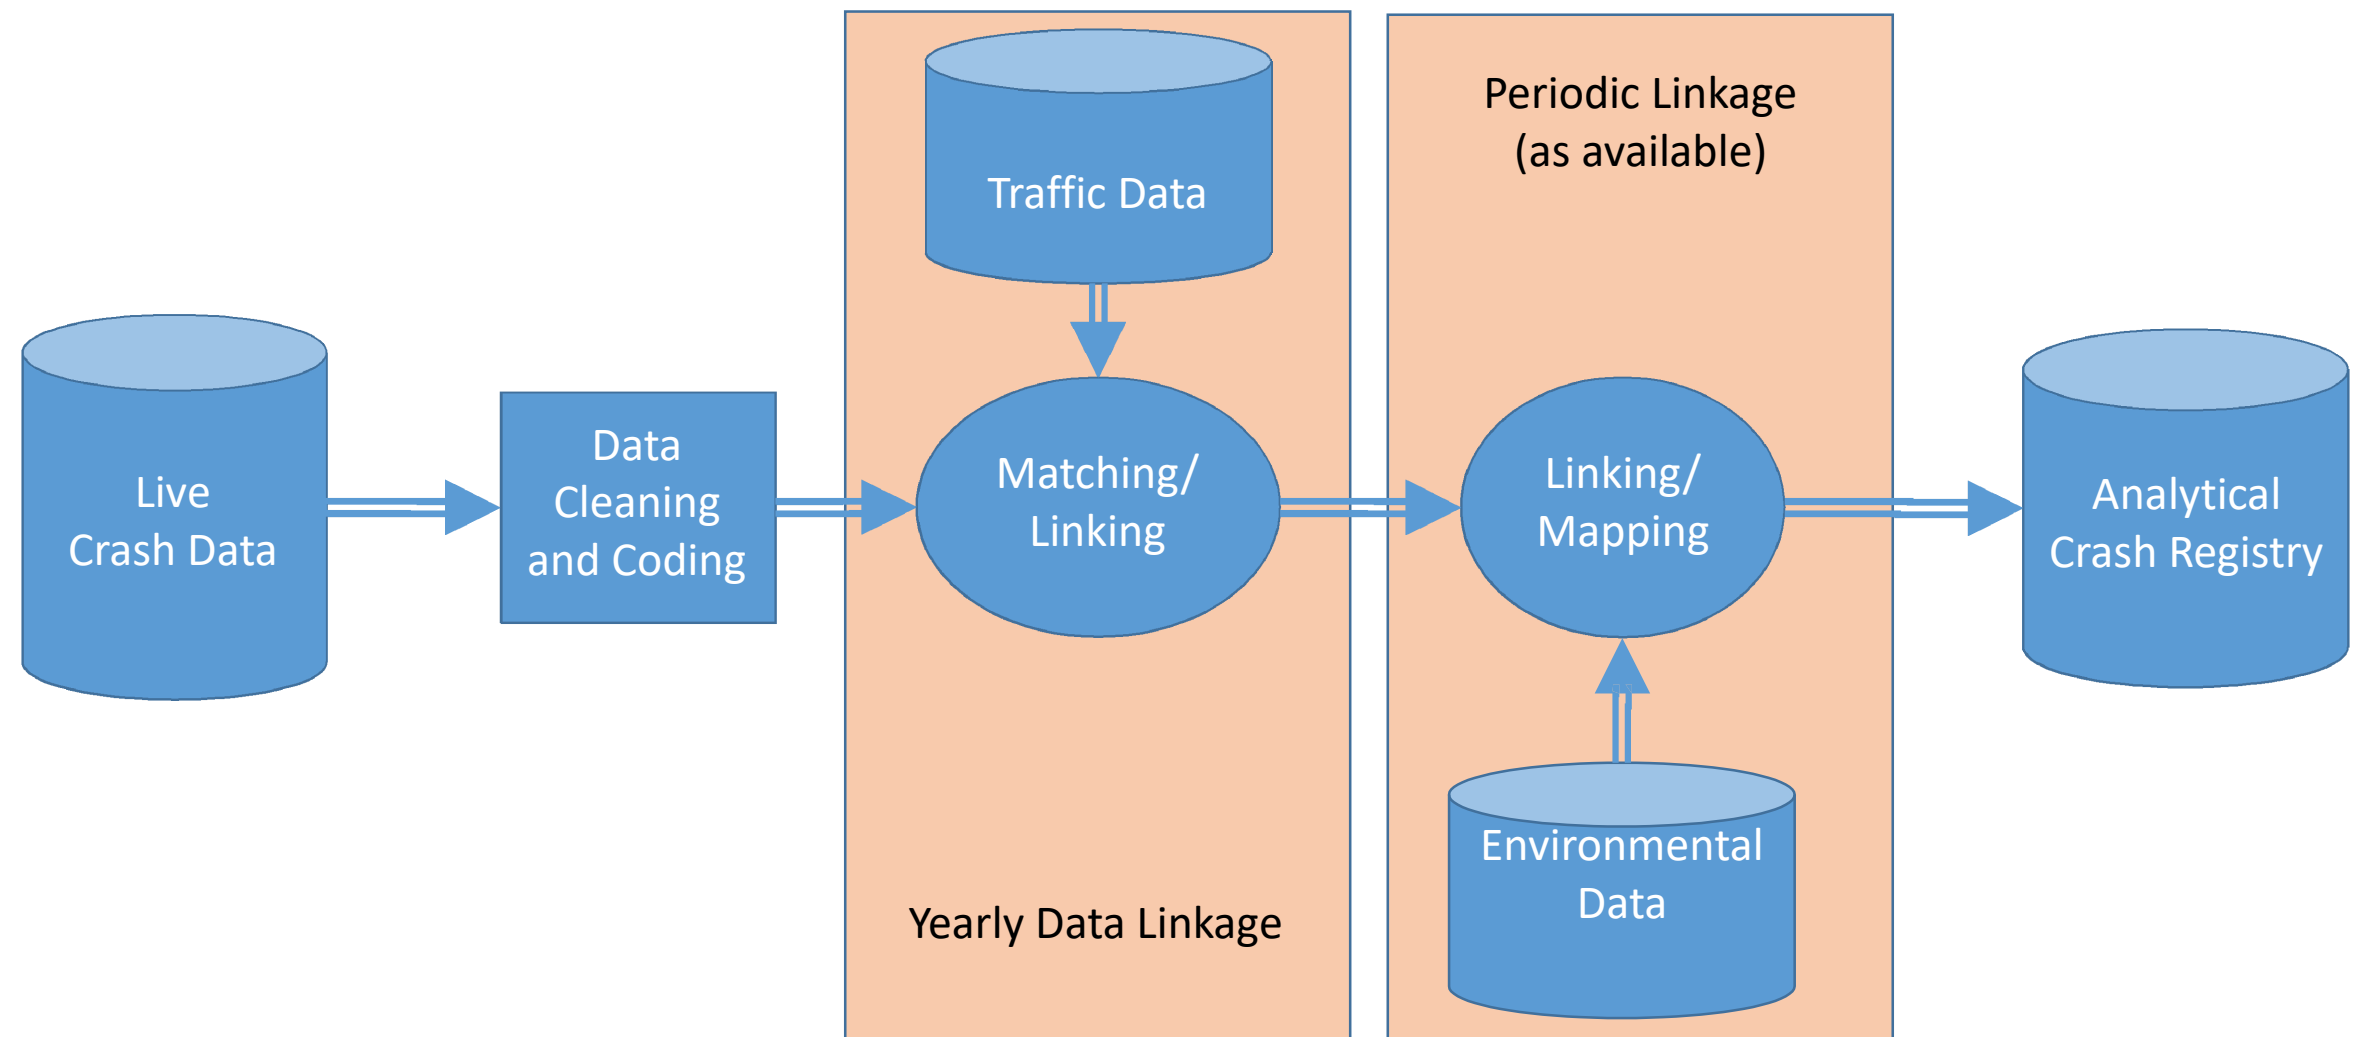 Live
Crash Data
Data
Cleaning
and Coding
Traffic Data
Matching/
Linking
Yearly Data Linkage
Periodic Linkage
(as available)
Linking/
Mapping
Environmental
Data
Analytical
Crash Registry